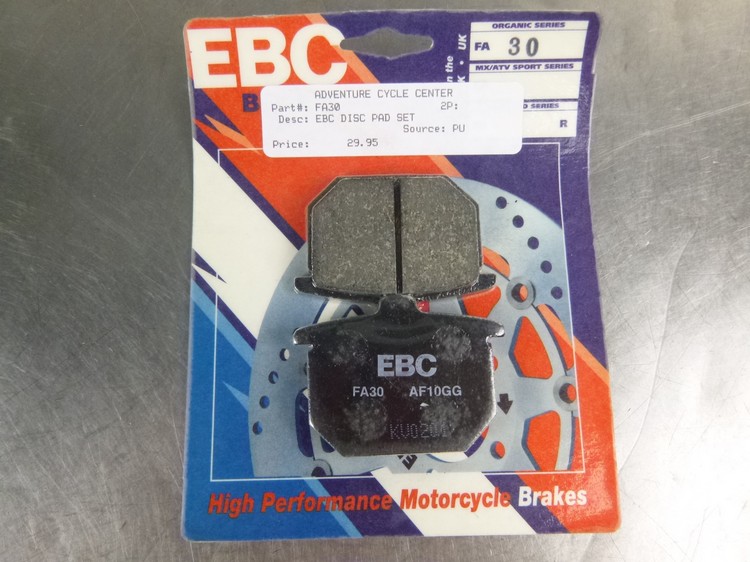 EBC
ORGANIC SERIES
FA 30
MX/ATV SPORT SERIES
R
ADVENTURE CYCLE CENTER
Part#: FA30 2P:
Desc: EBC DISC PAD SET
Source: PU
Price: 29.95
EBC
FA30 AF10GG
High Performance Motorcycle Brakes